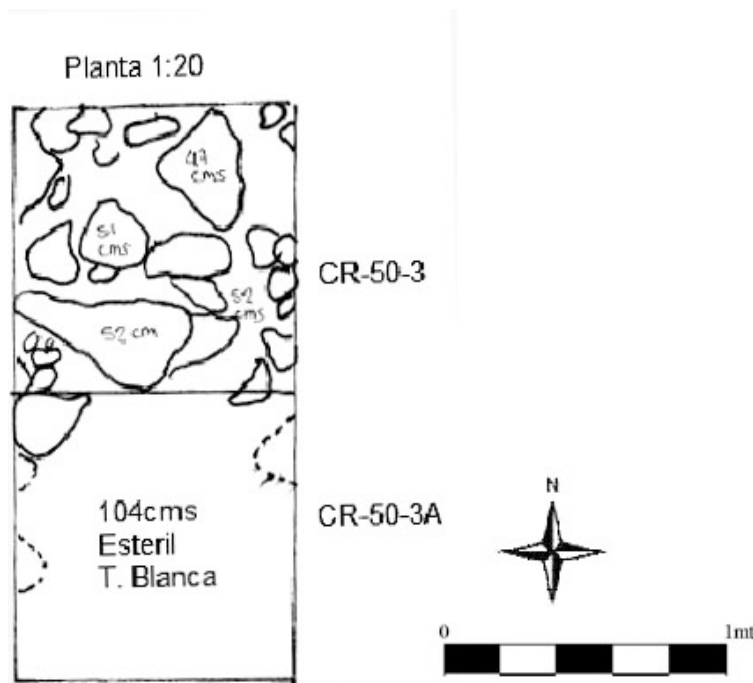 Planta 1:20
47
cms
51
cms
52
cms
52 cm
CR-50-3
104cms
Esteril
T. Blanca
CR-50-3A
N
0
1mt